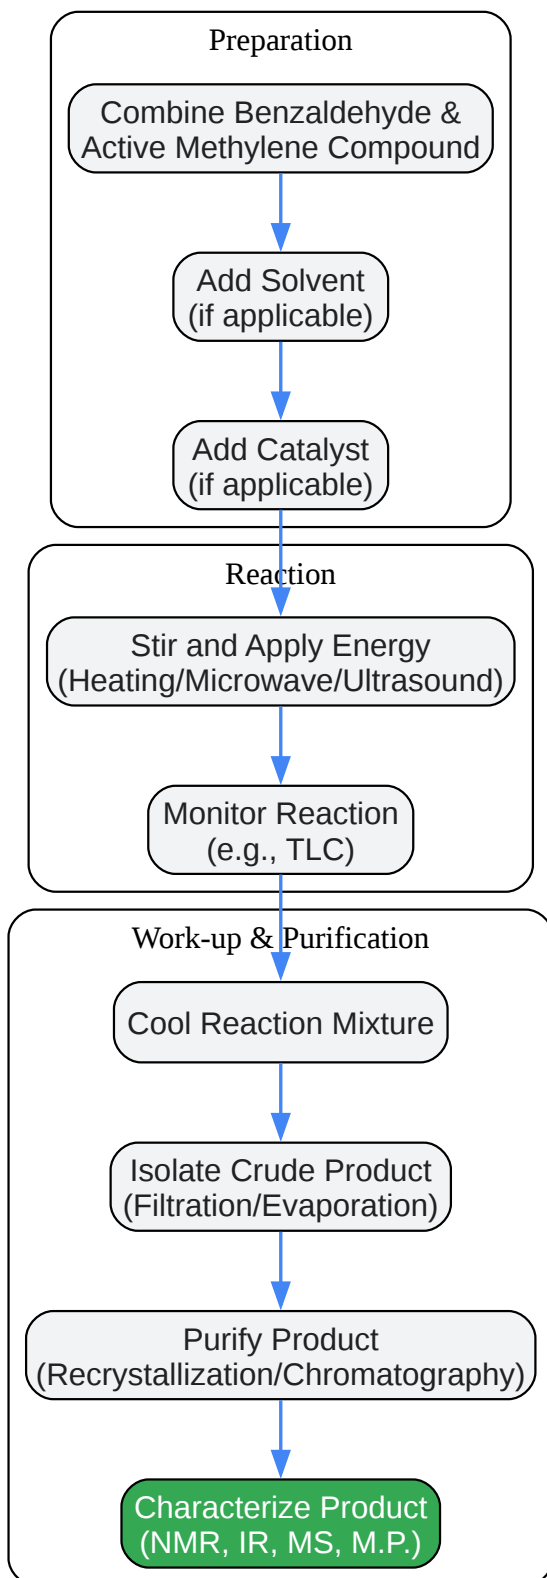 Preparation
Combine Benzaldehyde &
Active Methylene Compound
Add Solvent
(if applicable)
Add Catalyst
(if applicable)
Reaction
Stir and Apply Energy
(Heating/Microwave/Ultrasound)
Monitor Reaction
(e.g., TLC)
Work-up & Purification
Cool Reaction Mixture
Isolate Crude Product
(Filtration/Evaporation)
Purify Product
(Recrystallization/Chromatography)
Characterize Product
(NMR, IR, MS, M.P.)